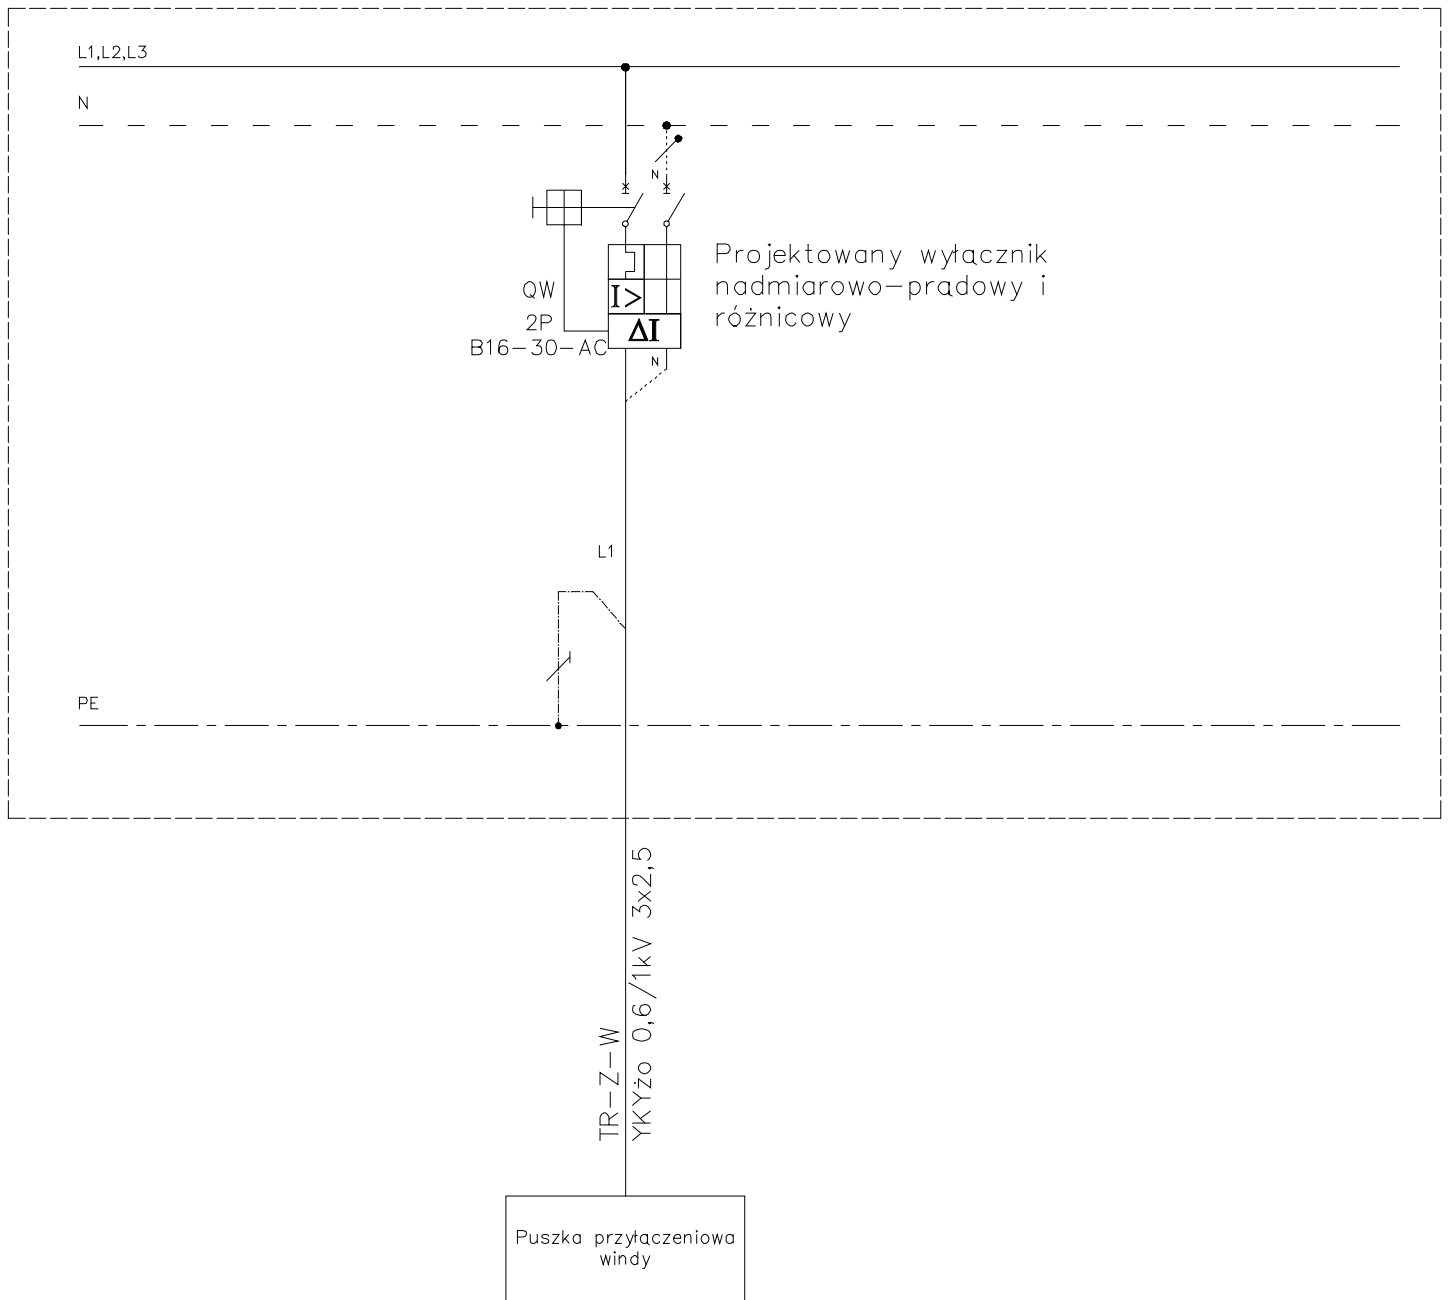 L1,L2,L3
N
N
Projektowany wyłącznik
nadmiarowo-prądowy i
różnicowy
QW
2P
B16-30-AC
I>
ΔI
N
L1
PE
TR-Z-W
YKYżo 0,6/1kV 3x2,5
Puszka przyłączeniowa
windy